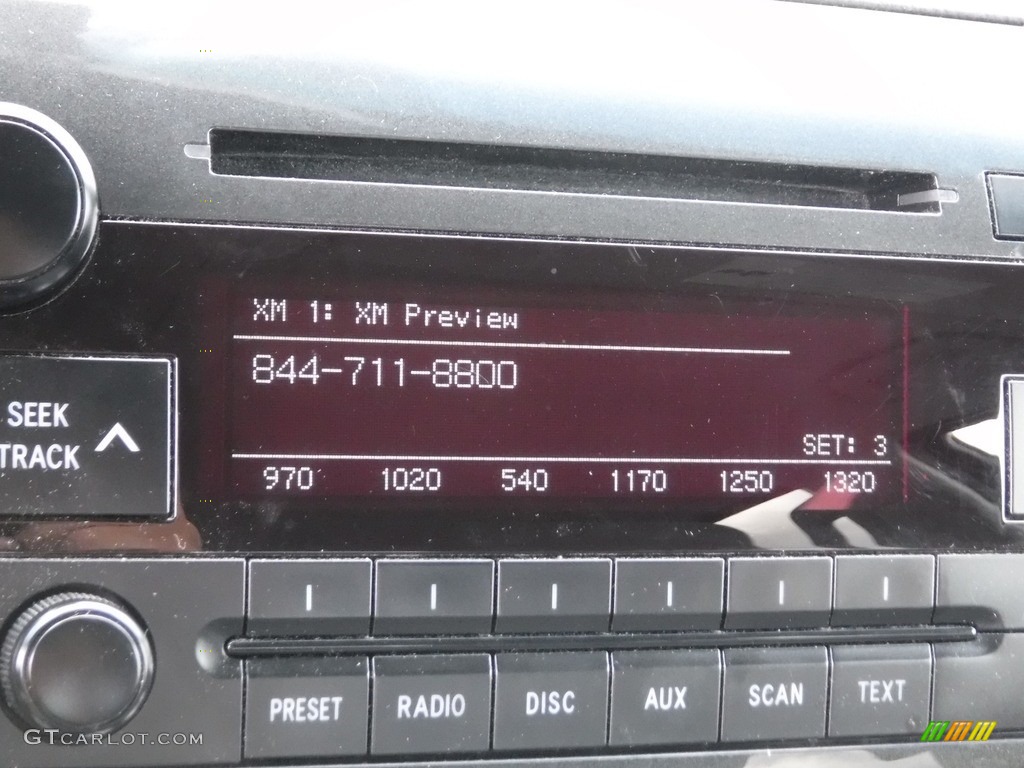 XM 1: XM Preview
844-711-8800
SET: 3
970 1020 540 1170 1250 1320
SEEK
TRACK
PRESET RADIO DISC AUX SCAN TEXT
GTCARLOT.COM